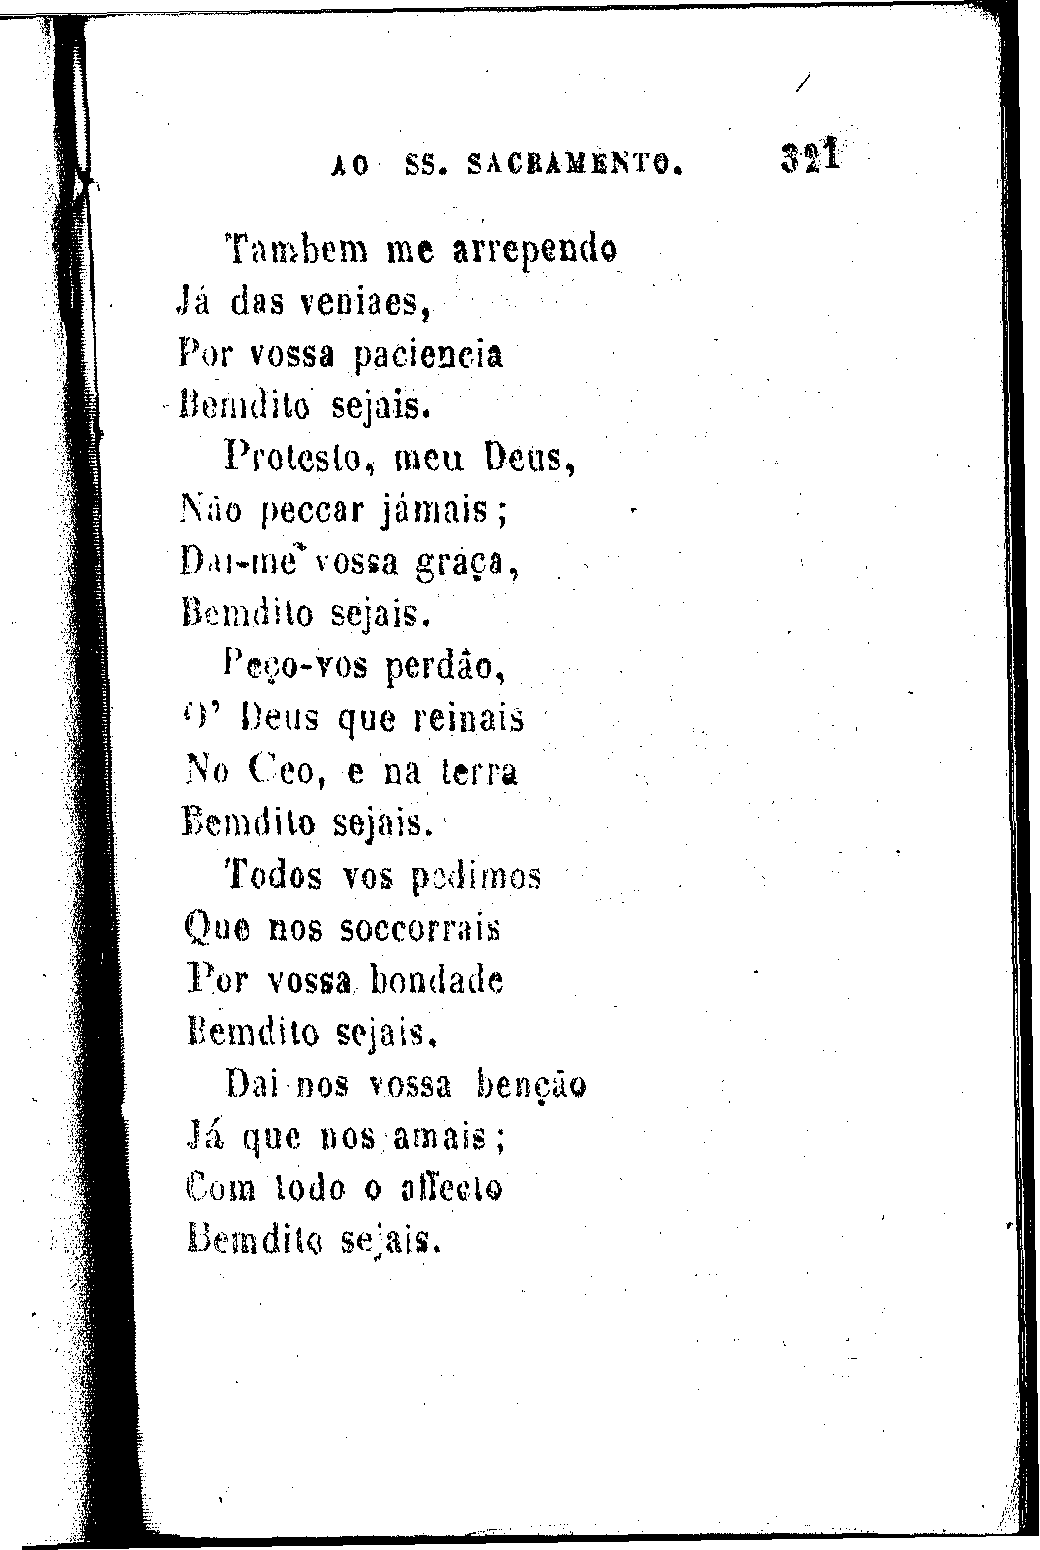 AO SS. SACRAMENTO. 321
Tambem me arrependo
Já das veniaes,
Por vossa paciencia
Bemdito sejais.
Protesto, meu Deus,
Não peccar jámais;
Dai-me vossa graça,
Bemdito sejais.
Peço-vos perdão,
O' Deus que reinais
No Ceo, e na terra
Bemdito sejais.
Todos vos pedimos
Que nos soccorrais
Por vossa bondade
Bemdito sejais.
Dai nos vossa benção
Já que nos amais;
Com todo o affecto
Bemdito sejais.